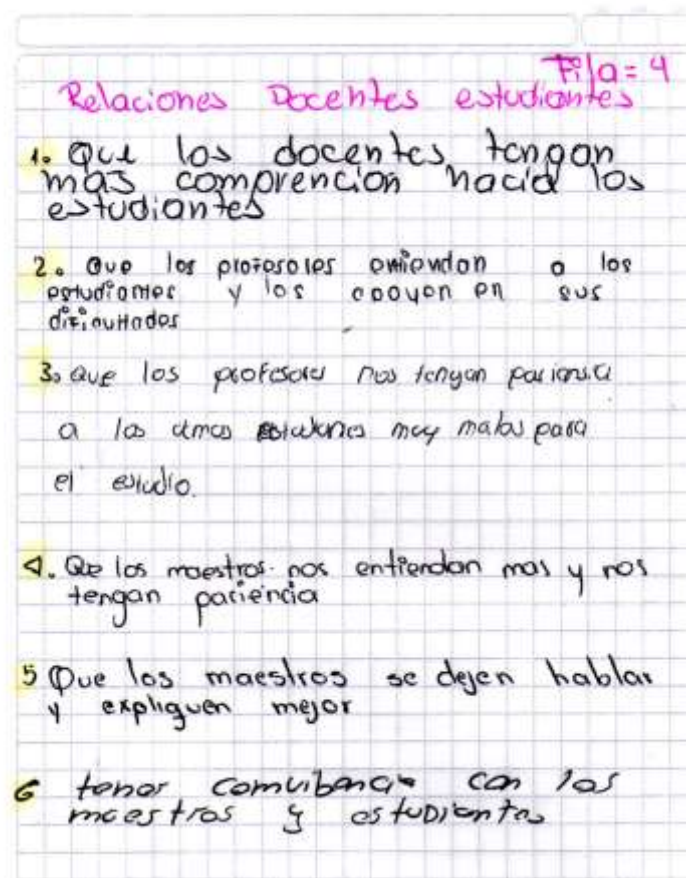 Fila=4
Relaciones Docentes estudiantes
1. Que los docentes tengan
mas comprencion hacia los
estudiantes
2. Que los profesores entiendan a los
estudiantes y los apoyen en sus
dificultades
3. Que los profesores nos tengan
a los muy malos para
el estudio.
4. Qe los maestros nos entiendan mas y nos
tengan paciencia
5 Que los maestros se dejen hablar
y expliquen mejor
6 tener comvibencia con los
maestros y estudiantes